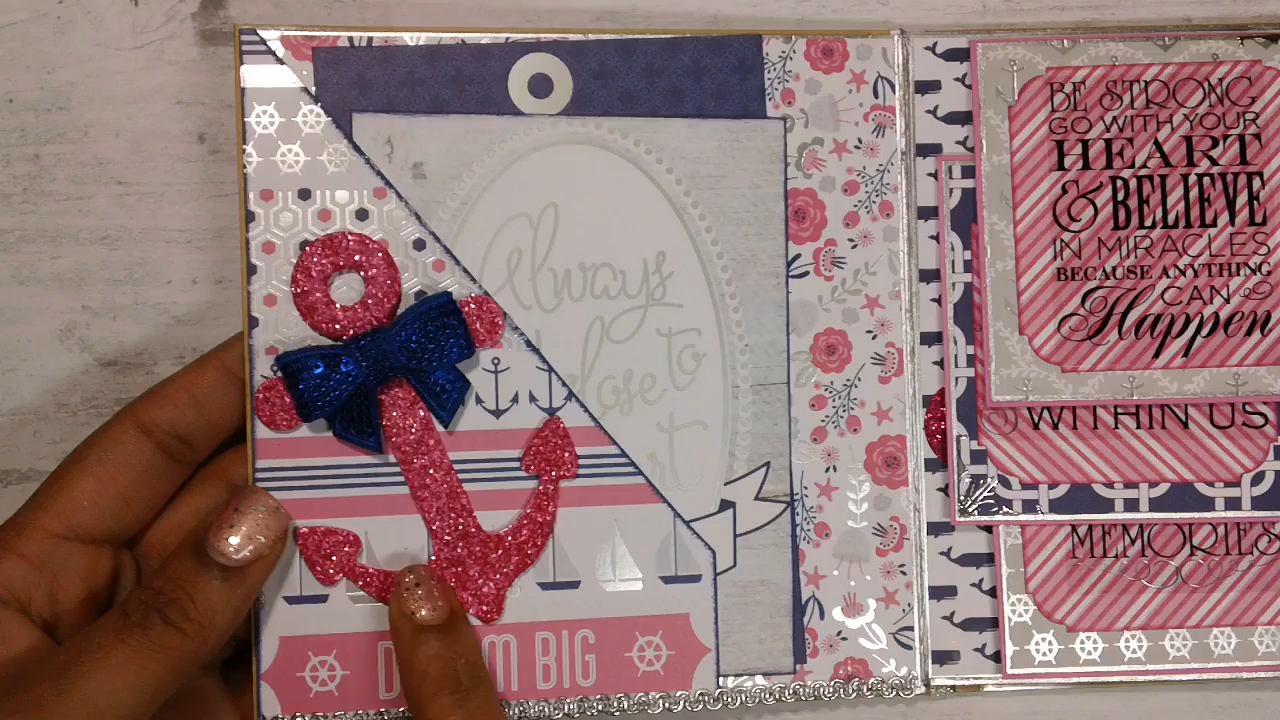 Always
close to
BE STRONG
GO WITH YOUR
HEART
& BELIEVE
IN MIRACLES
BECAUSE ANYTHING
CAN
Happen
WITHIN US
MEMORIES
BIG